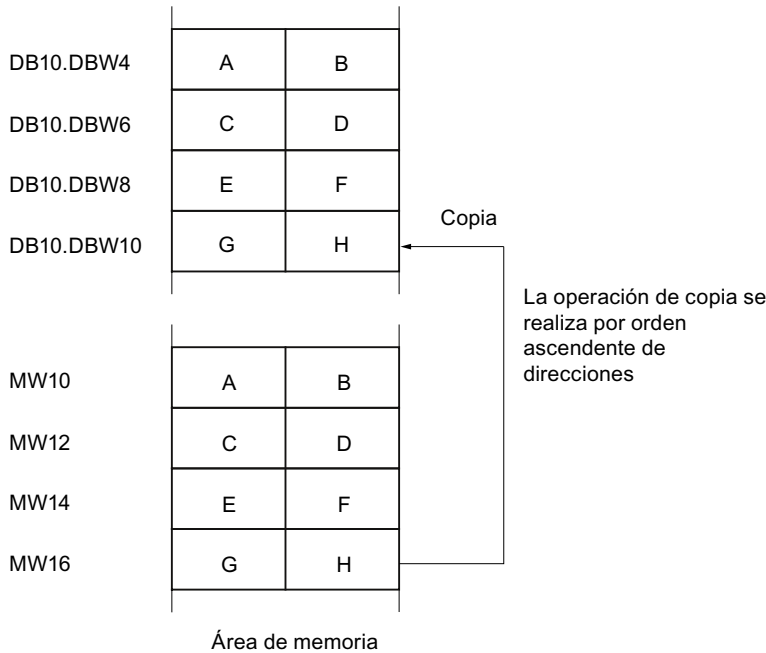 DB10.DBW4 A B
DB10.DBW6 C D
DB10.DBW8 E F
DB10.DBW10 G H
Copia
La operación de copia se
realiza por orden
ascendente de
direcciones
MW10 A B
MW12 C D
MW14 E F
MW16 G H
Área de memoria